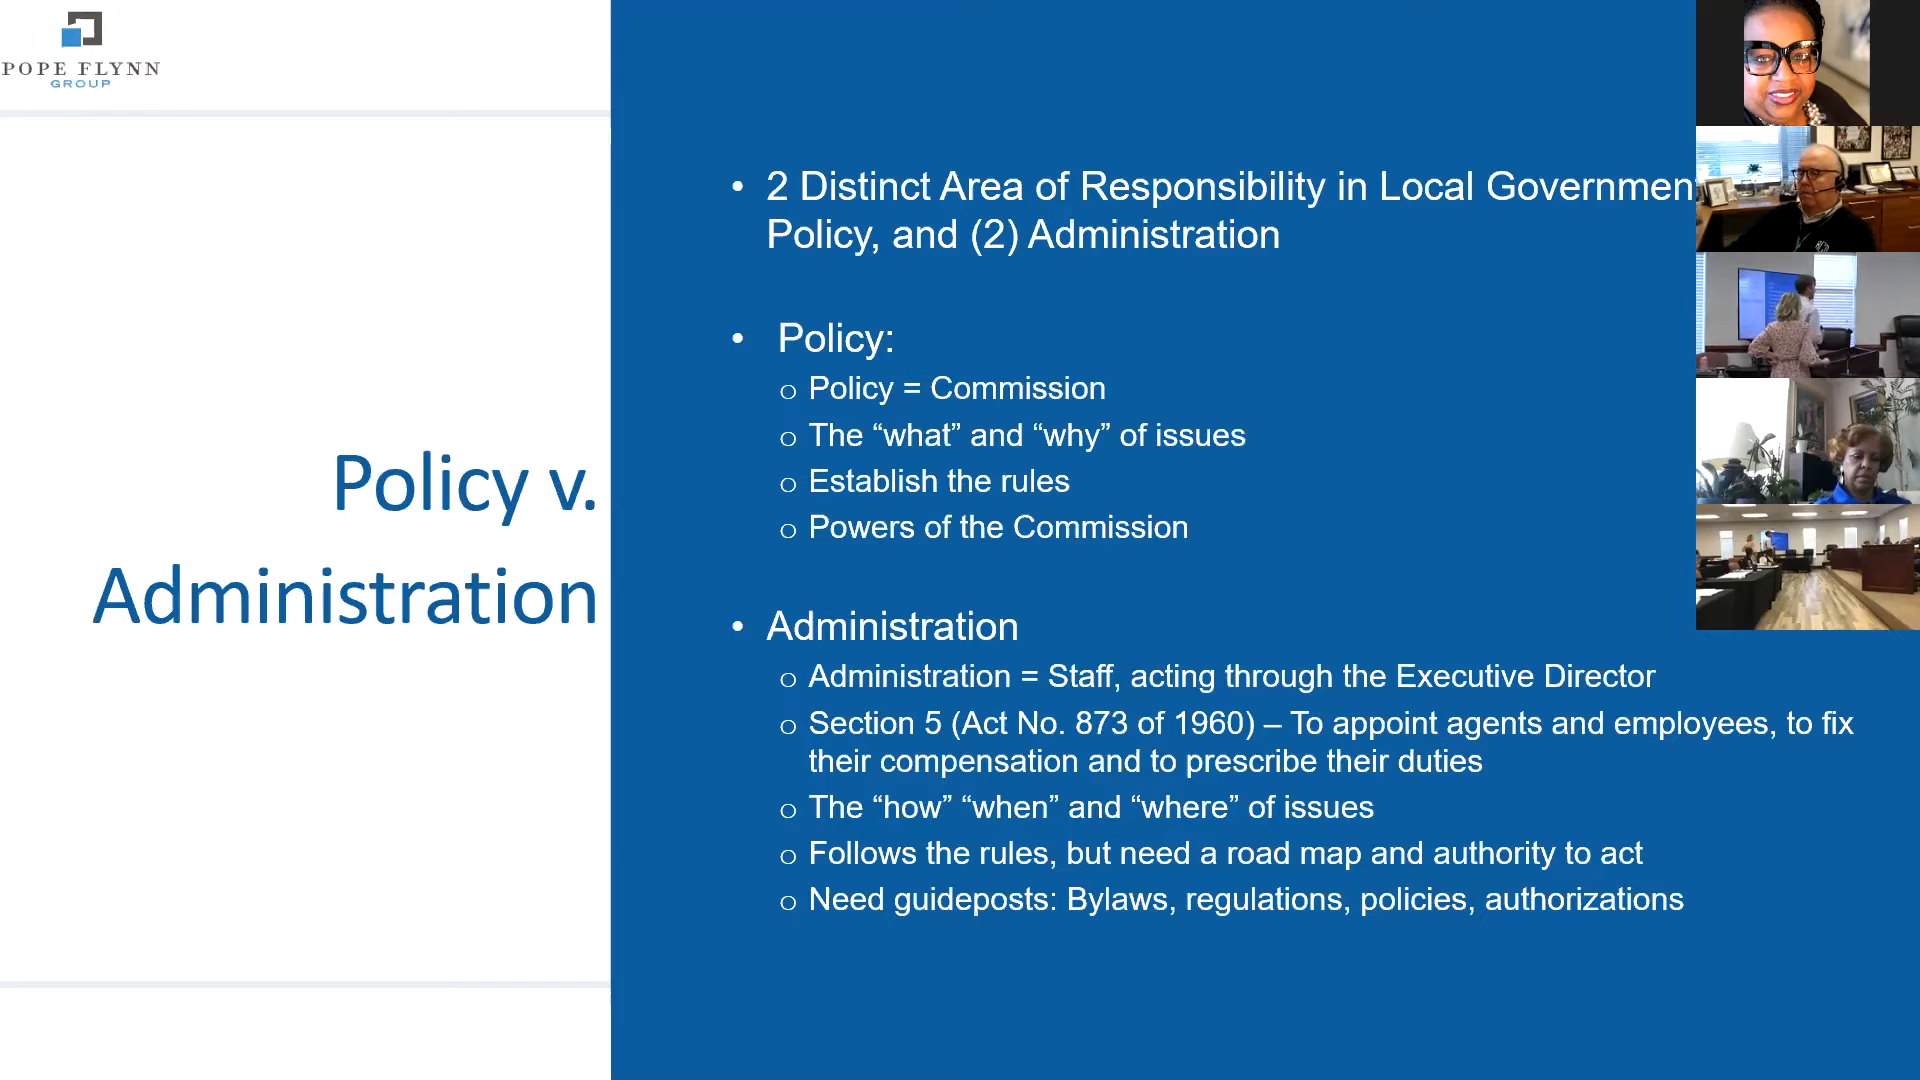 POPE FLYNN
GROUP
Policy v.
Administration
• 2 Distinct Area of Responsibility in Local Governmen
Policy, and (2) Administration
• Policy:
o Policy = Commission
o The “what” and “why” of issues
o Establish the rules
o Powers of the Commission
• Administration
o Administration = Staff, acting through the Executive Director
o Section 5 (Act No. 873 of 1960) – To appoint agents and employees, to fix
their compensation and to prescribe their duties
o The “how” “when” and “where” of issues
o Follows the rules, but need a road map and authority to act
o Need guideposts: Bylaws, regulations, policies, authorizations